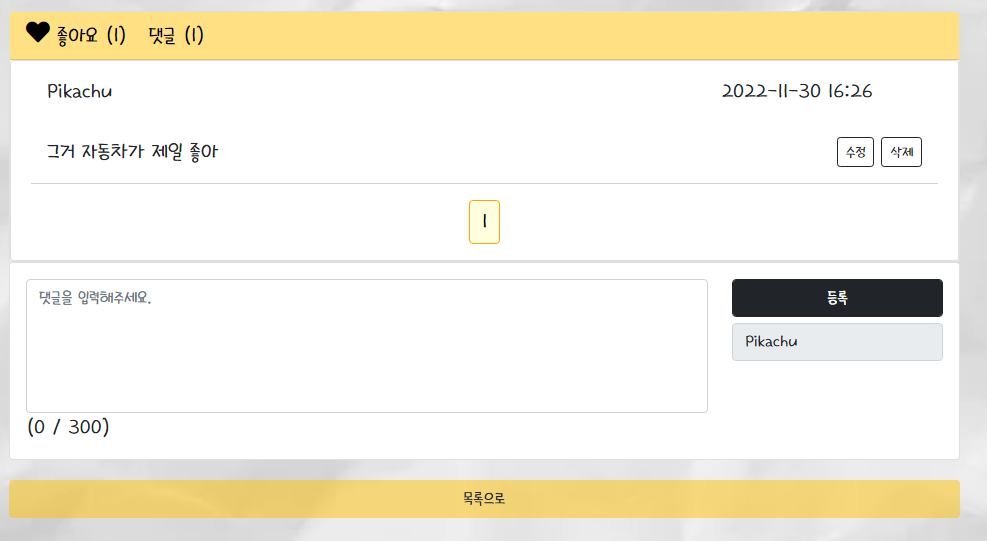 좋아요 (1) 댓글 (1)
Pikachu 2022-11-30 16:26
그거 자동차가 제일 좋아 수정 삭제
1
댓글을 입력해주세요. 등록
Pikachu
(0 / 300)
목록으로